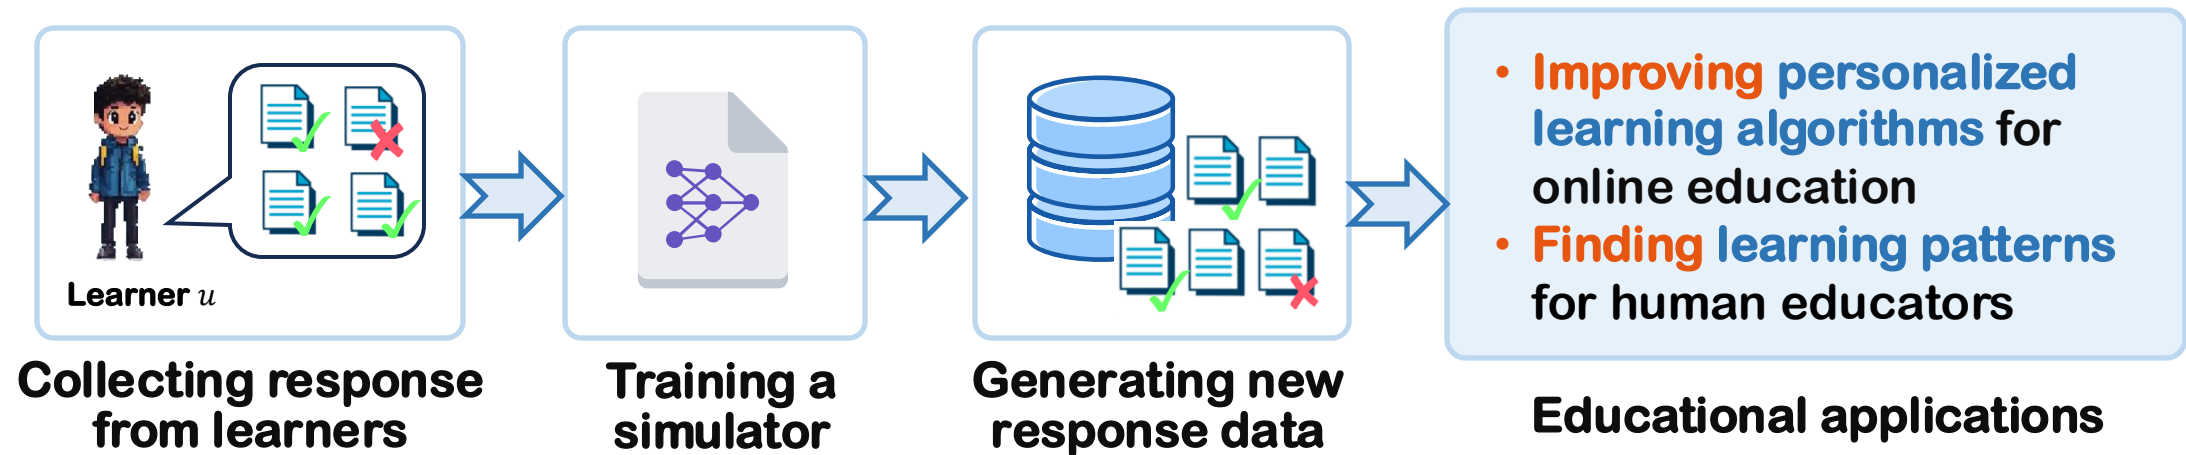 Learner u
Collecting response
from learners
Training a
simulator
Generating new
response data
• Improving personalized
learning algorithms for
online education
• Finding learning patterns
for human educators
Educational applications